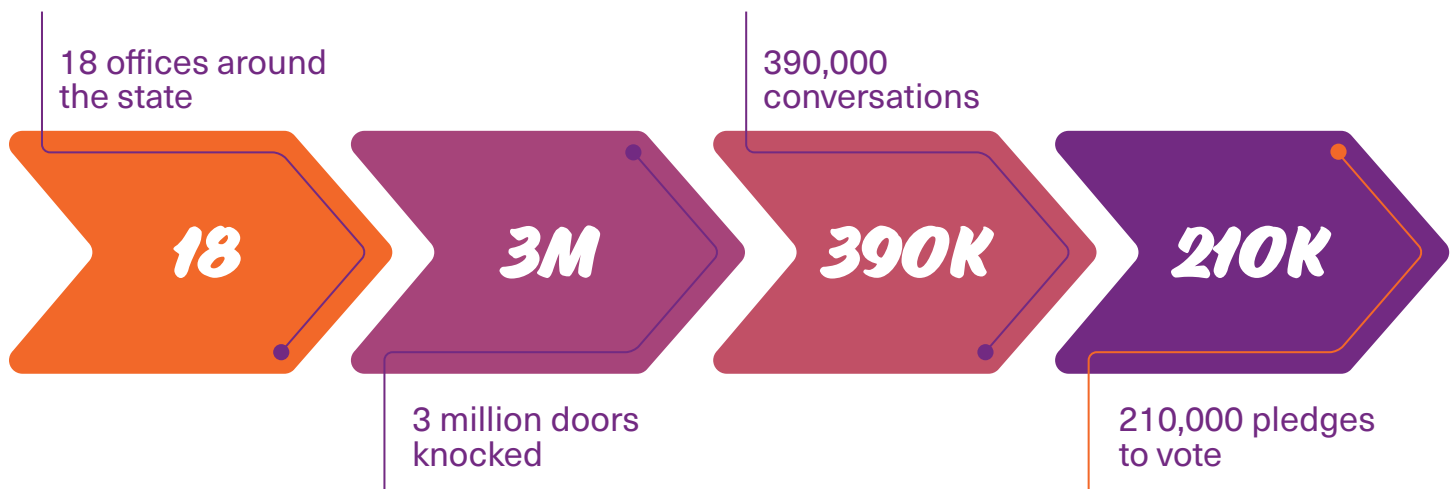 18 offices around
the state
390,000
conversations
18
3M
390K
210K
3 million doors
knocked
210,000 pledges
to vote